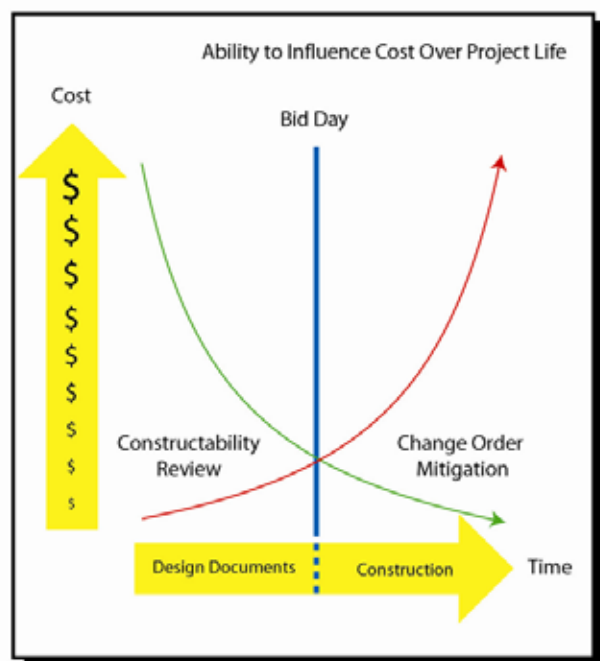 Ability to Influence Cost Over Project Life
Cost
Bid Day
$
$
$
$
$
$
$
$
$
Constructability
Review
Change Order
Mitigation
Design Documents
Construction
Time